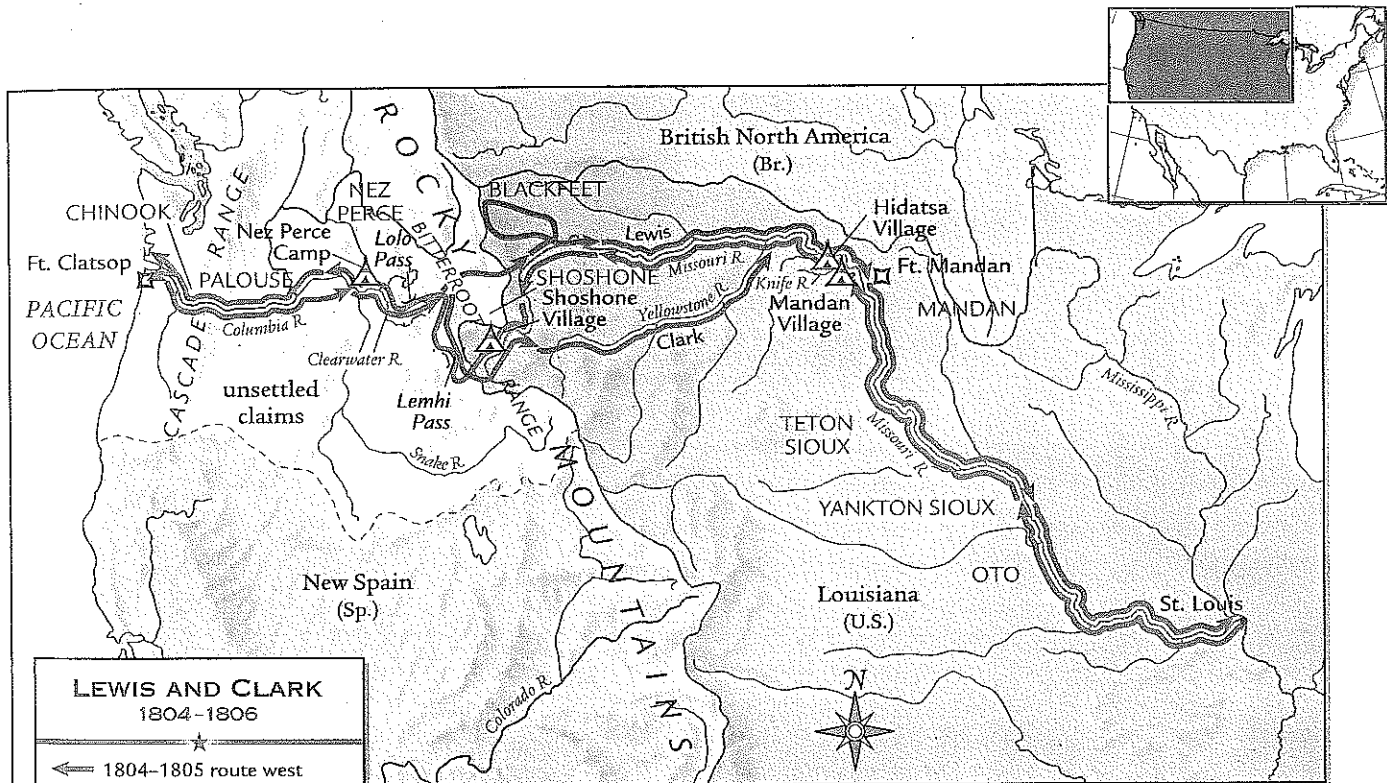 British North America
(Br.)
ROCKY
MOUNTAINS
BLACKFEET
NEZ
PERCE
CHINOOK
RANGE
CASCADE
Nez Perce
Camp
Lolo
Pass
BITTERROOT
RANGE
Lewis
Hidatsa
Village
Ft. Clatsop
PALOUSE
SHOSHONE
Shoshone
Village
Missouri R.
Knife R.
Ft. Mandan
Mandan
Village
MANDAN
PACIFIC
OCEAN
Columbia R.
Yellowstone R.
Clark
Clearwater R.
unsettled
claims
Lemhi
Pass
Snake R.
Mississippi R.
TETON
SIOUX
Missouri R.
YANKTON SIOUX
New Spain
(Sp.)
OTO
Louisiana
(U.S.)
St. Louis
Colorado R.
N
LEWIS AND CLARK
1804–1806
1804–1805 route west